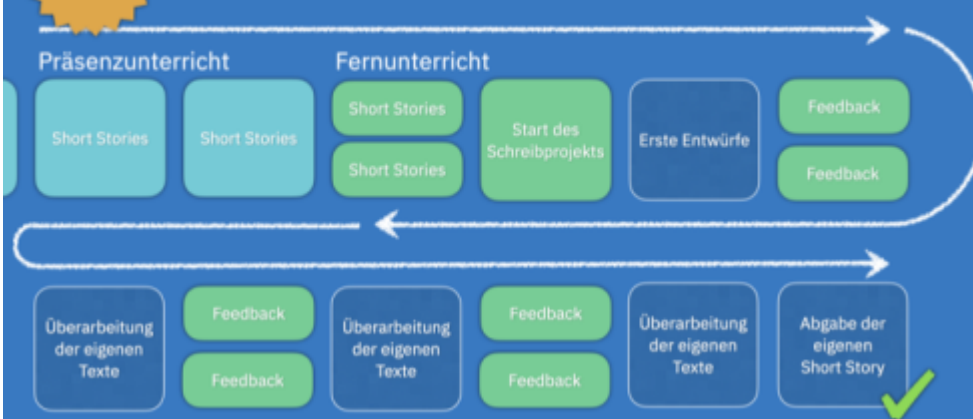 Präsenzunterricht
Fernunterricht
Short Stories
Short Stories
Short Stories
Short Stories
Start des
Schreibprojekts
Erste Entwürfe
Feedback
Feedback
Überarbeitung
der eigenen
Texte
Feedback
Feedback
Überarbeitung
der eigenen
Texte
Feedback
Feedback
Überarbeitung
der eigenen
Texte
Abgabe der
eigenen
Short Story